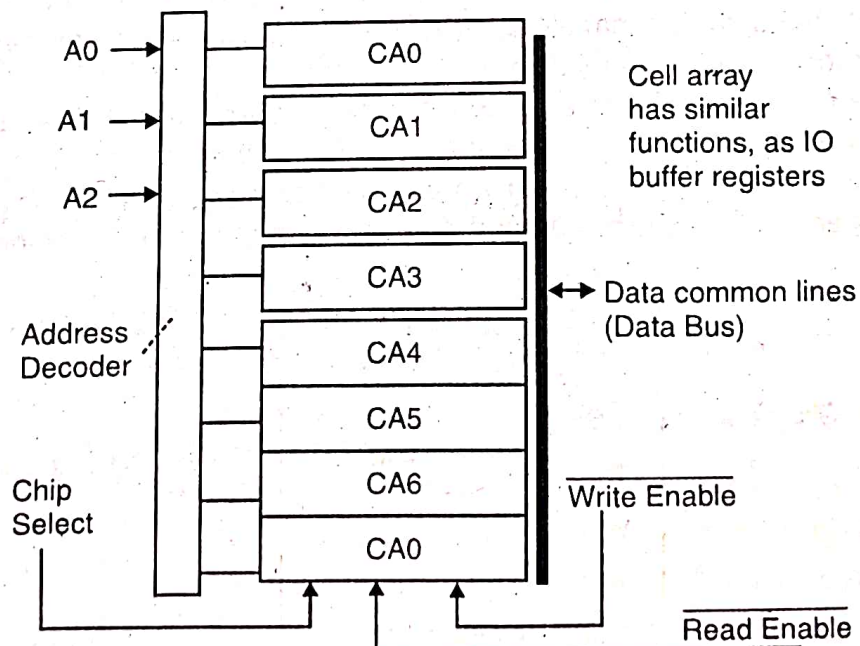 A0
CA0
A1
CA1
A2
CA2
CA3
Cell array
has similar
functions, as IO
buffer registers
Data common lines
(Data Bus)
Address
Decoder
CA4
CA5
CA6
CA0
Chip
Select
Write Enable
Read Enable